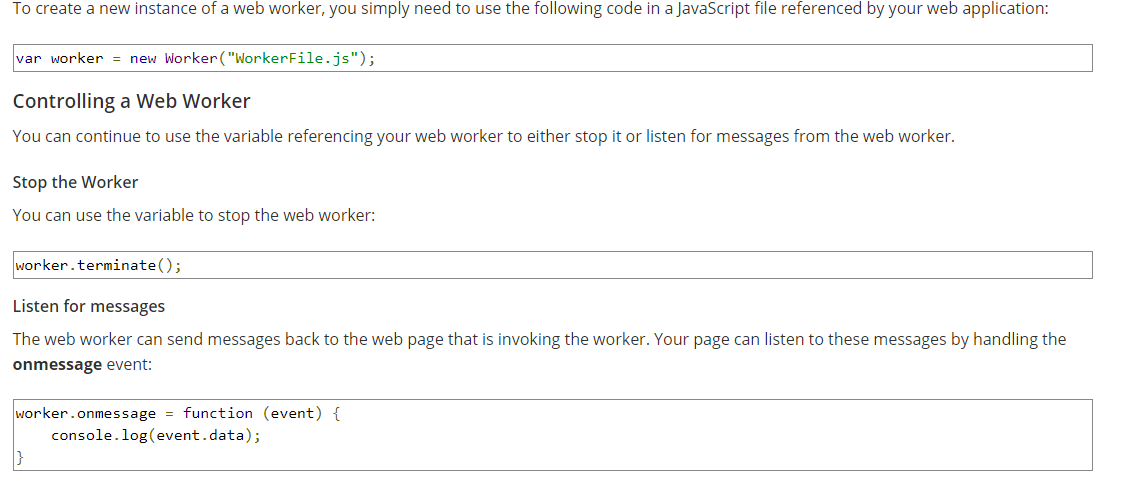 To create a new instance of a web worker, you simply need to use the following code in a JavaScript file referenced by your web application:
var worker = new Worker("WorkerFile.js");
Controlling a Web Worker
You can continue to use the variable referencing your web worker to either stop it or listen for messages from the web worker.
Stop the Worker
You can use the variable to stop the web worker:
worker.terminate();
Listen for messages
The web worker can send messages back to the web page that is invoking the worker. Your page can listen to these messages by handling the
onmessage event:
worker.onmessage = function (event) {
    console.log(event.data);
}